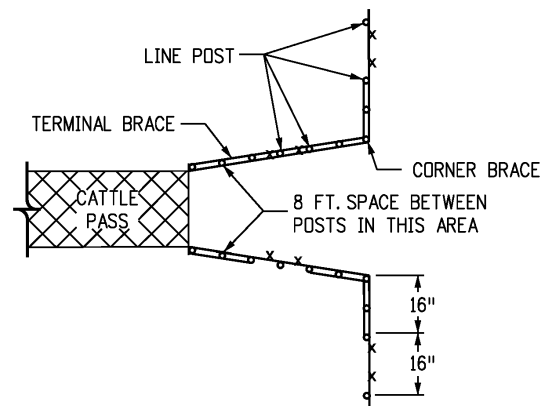 LINE POST
TERMINAL BRACE
CORNER BRACE
CATTLE
PASS
8 FT. SPACE BETWEEN
POSTS IN THIS AREA
16"
16"
x
x
x
x
x
x
x
x